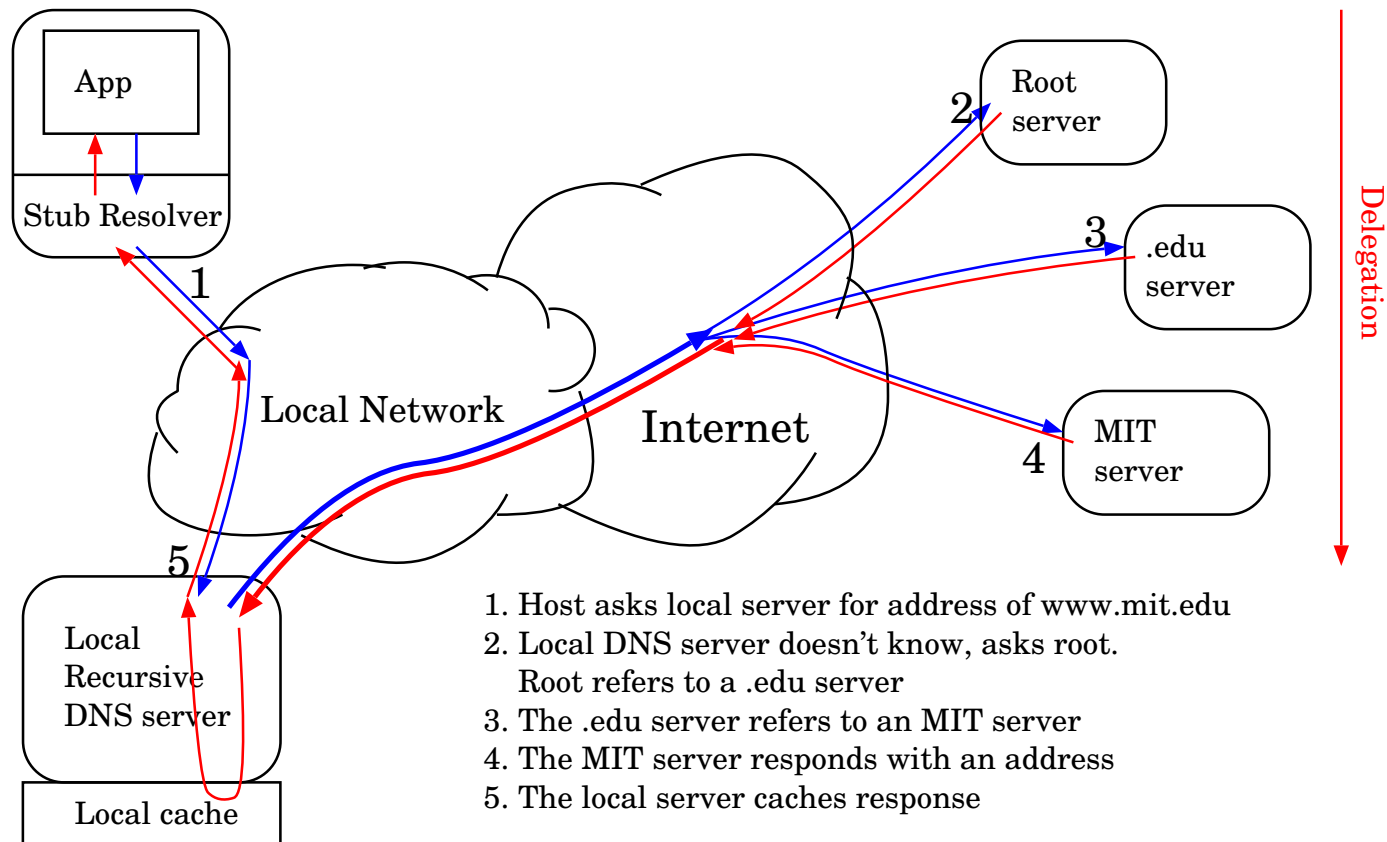 App
Stub Resolver
1
Local Network
Internet
2
Root
server
3
.edu
server
4
MIT
server
Delegation
5
Local
Recursive
DNS server
Local cache
1. Host asks local server for address of www.mit.edu
2. Local DNS server doesn't know, asks root.
Root refers to a .edu server
3. The .edu server refers to an MIT server
4. The MIT server responds with an address
5. The local server caches response